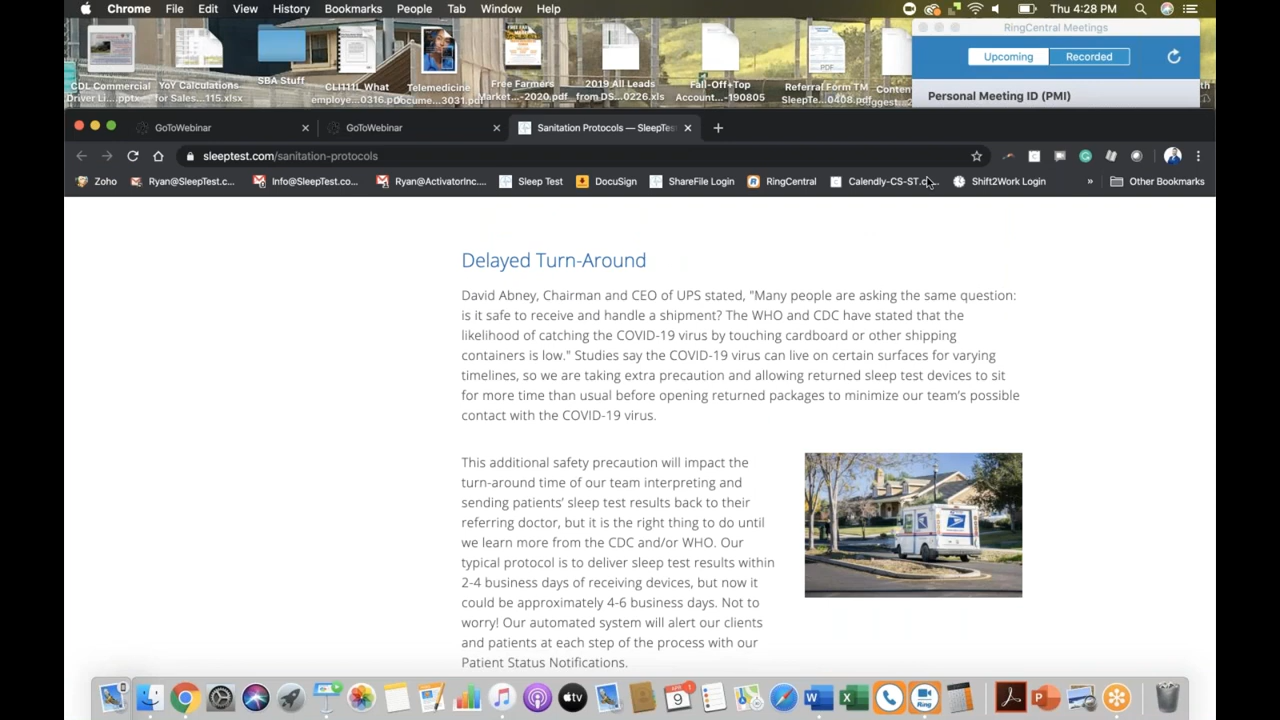 Chrome File Edit View History Bookmarks People Tab Window Help Thu 4:28 PM
RingCentral Meetings
Upcoming Recorded
Personal Meeting ID (PMI)
CDL Commercial
Driver Li....pptx
YoY Calculations
for Sales...115.xlsx
SBA Stuff
CL111L_What
employe...0316.p
Telemedicine
Docume...3031.p
Free Farmers
Market...-2020.pdf
2019 All Leads
from DS...0226.xls
Fall-Off+Top
Account...-190805
PDF
Referral Form TM
SleepTe...0408.pdf
GoToWebinar GoToWebinar Sanitation Protocols — SleepTes
sleeptest.com/sanitation-protocols
Zoho Ryan@SleepTest.c... Info@SleepTest.co... Ryan@ActivatorInc.... Sleep Test DocuSign ShareFile Login RingCentral Calendly-CS-ST.c... Shift2Work Login » Other Bookmarks
Delayed Turn-Around
David Abney, Chairman and CEO of UPS stated, "Many people are asking the same question:
is it safe to receive and handle a shipment? The WHO and CDC have stated that the
likelihood of catching the COVID-19 virus by touching cardboard or other shipping
containers is low." Studies say the COVID-19 virus can live on certain surfaces for varying
timelines, so we are taking extra precaution and allowing returned sleep test devices to sit
for more time than usual before opening returned packages to minimize our team's possible
contact with the COVID-19 virus.
This additional safety precaution will impact the
turn-around time of our team interpreting and
sending patients' sleep test results back to their
referring doctor, but it is the right thing to do until
we learn more from the CDC and/or WHO. Our
typical protocol is to deliver sleep test results within
2-4 business days of receiving devices, but now it
could be approximately 4-6 business days. Not to
worry! Our automated system will alert our clients
and patients at each step of the process with our
Patient Status Notifications.